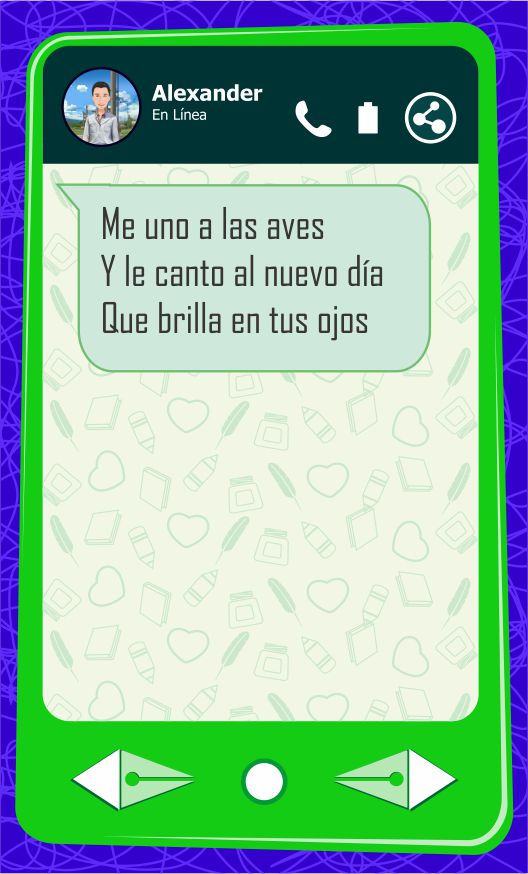 Alexander
En Línea
Me uno a las aves
Y le canto al nuevo día
Que brilla en tus ojos